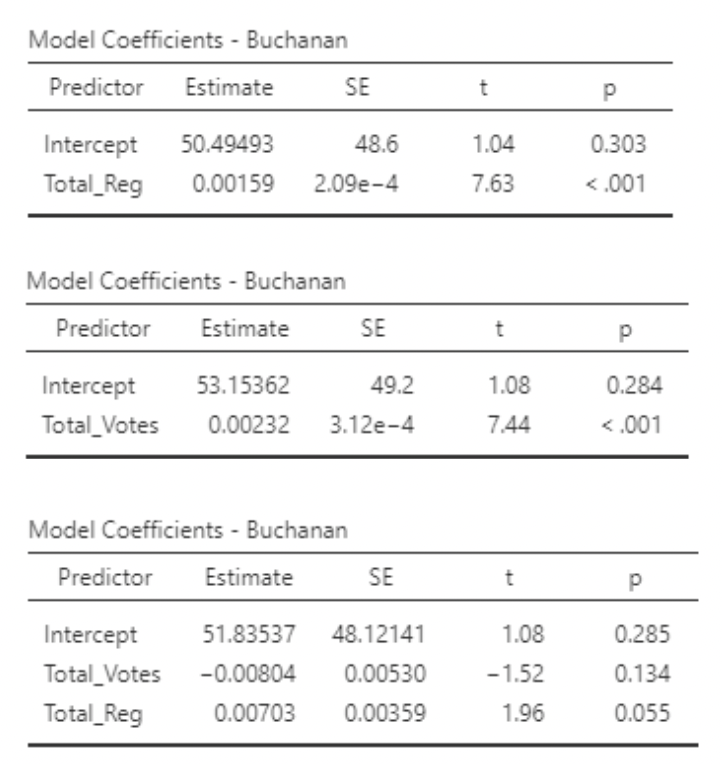 Model Coefficients - Buchanan
Predictor Estimate SE t p
Intercept 50.49493 48.6 1.04 0.303
Total_Reg 0.00159 2.09e−4 7.63 < .001
Model Coefficients - Buchanan
Predictor Estimate SE t p
Intercept 53.15362 49.2 1.08 0.284
Total_Votes 0.00232 3.12e−4 7.44 < .001
Model Coefficients - Buchanan
Predictor Estimate SE t p
Intercept 51.83537 48.12141 1.08 0.285
Total_Votes −0.00804 0.00530 −1.52 0.134
Total_Reg 0.00703 0.00359 1.96 0.055